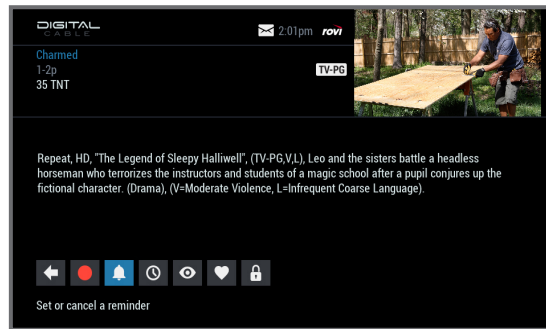 DIGITAL
CABLE
2:01pm rovi
Charmed
1-2p
TV-PG
35 TNT
Repeat, HD, "The Legend of Sleepy Halliwell", (TV-PG,V,L), Leo and the sisters battle a headless
horseman who terrorizes the instructors and students of a magic school after a pupil conjures up the
fictional character. (Drama), (V=Moderate Violence, L=Infrequent Coarse Language).
Set or cancel a reminder